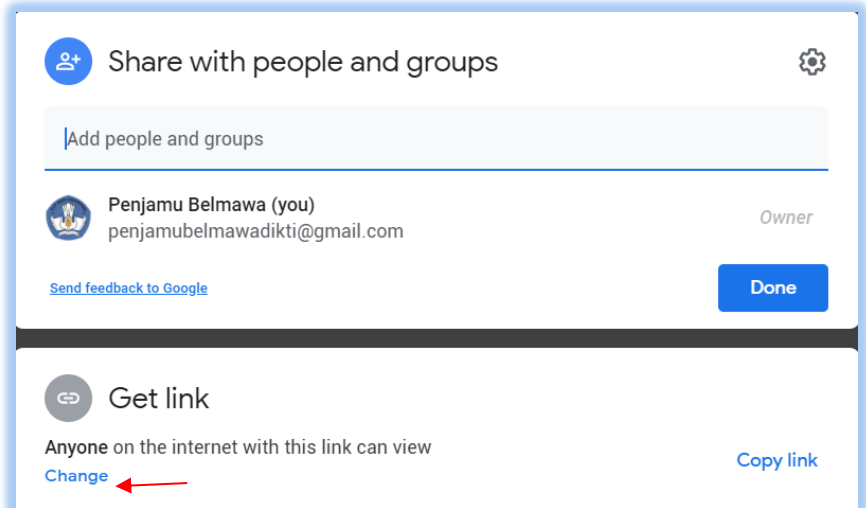 Share with people and groups
Add people and groups
Penjamu Belmawa (you)
penjamubelmawadikti@gmail.com
Owner
Send feedback to Google
Done
Get link
Anyone on the internet with this link can view
Change
Copy link